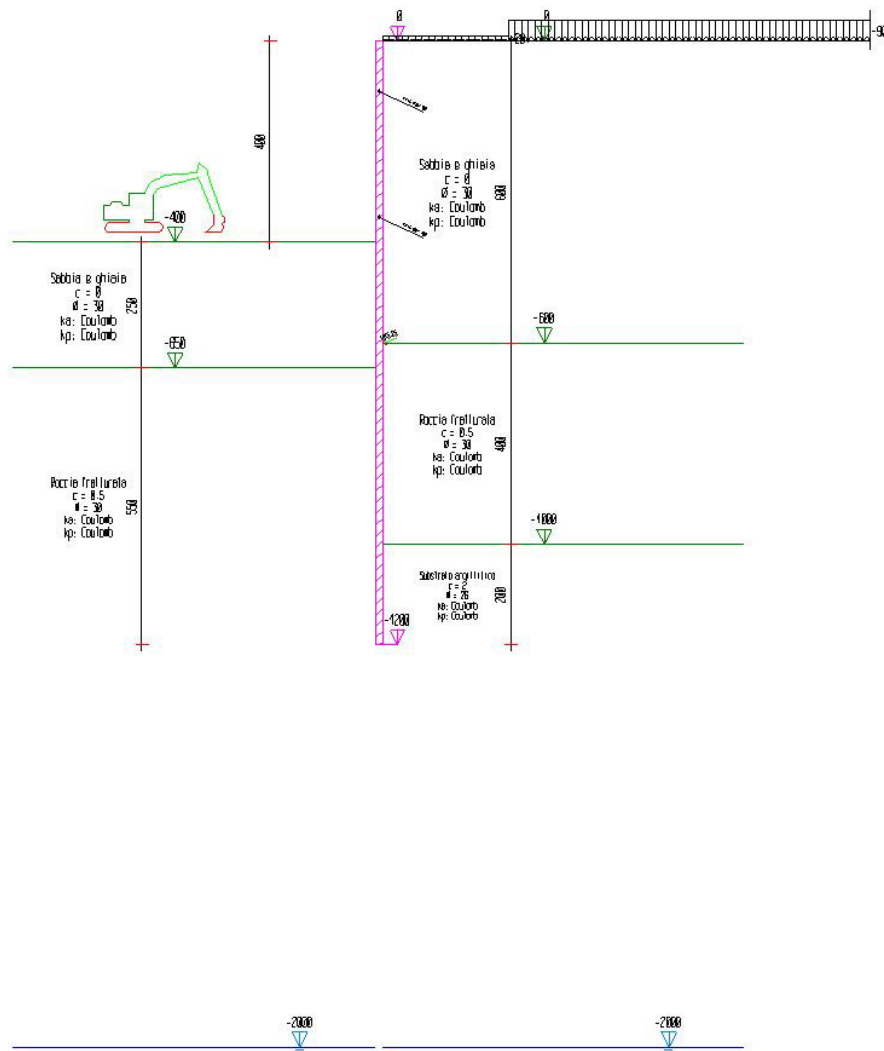 0
0
-90
-20
400
Sabbia e ghiaia
c = 0
Ø = 30
ka: Coulomb
kp: Coulomb
600
-400
Sabbia e ghiaia
c = 0
Ø = 30
ka: Coulomb
kp: Coulomb
250
-600
-650
Roccia fratturata
c = 0.5
Ø = 30
ka: Coulomb
kp: Coulomb
400
Roccia fratturata
c = 0.5
Ø = 30
ka: Coulomb
kp: Coulomb
550
-1000
Substrato argillitico
c = 2
Ø = 26
ka: Coulomb
kp: Coulomb
200
-1200
-2000
-2000